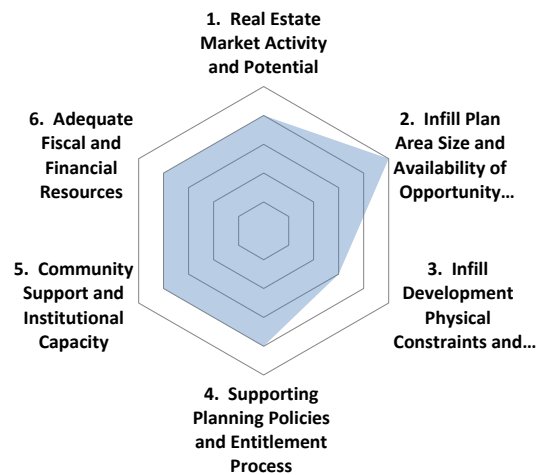 1. Real Estate
Market Activity
and Potential
2. Infill Plan
Area Size and
Availability of
Opportunity…
3. Infill
Development
Physical
Constraints and…
4. Supporting
Planning Policies
and Entitlement
Process
5. Community
Support and
Institutional
Capacity
6. Adequate
Fiscal and
Financial
Resources